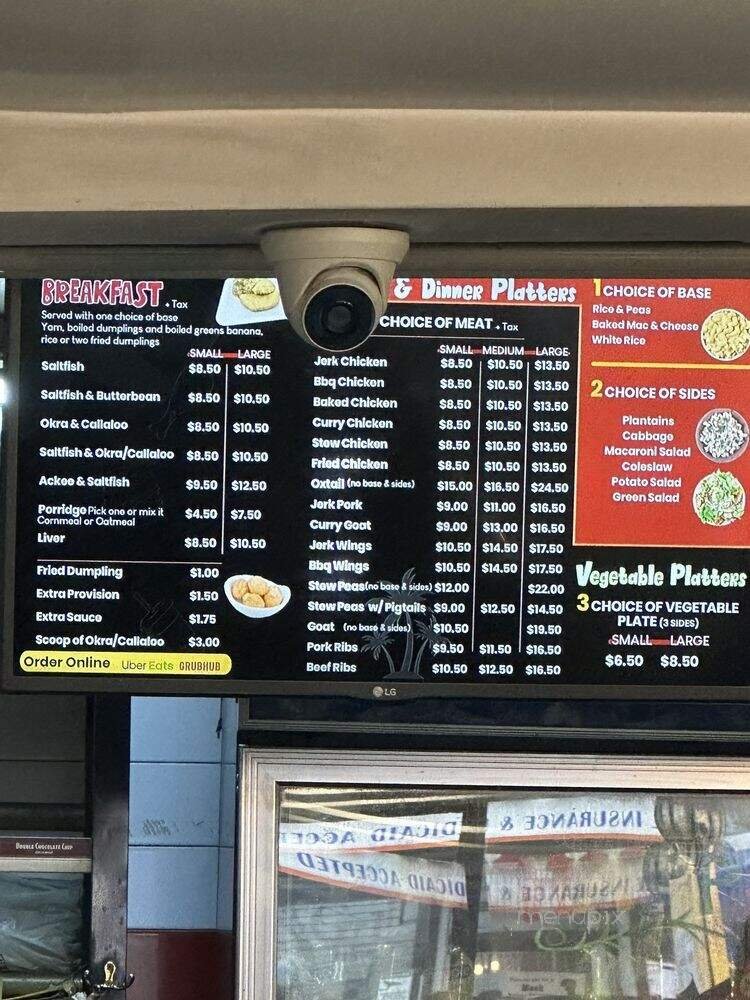 BREAKFAST + Tax
Served with one choice of base
Yam, boiled dumplings and boiled greens banana,
rice or two fried dumplings
SMALL LARGE
Saltfish $8.50 $10.50
Saltfish & Butterbean $8.50 $10.50
Okra & Callaloo $8.50 $10.50
Saltfish & Okra/Callaloo $8.50 $10.50
Ackee & Saltfish $9.50 $12.50
Porridge Pick one or mix it $4.50 $7.50
Cornmeal or Oatmeal
Liver $8.50 $10.50
Fried Dumpling $1.00
Extra Provision $1.50
Extra Sauce $1.75
Scoop of Okra/Callaloo $3.00
Order Online Uber Eats GRUBHUB
& Dinner Platters
CHOICE OF MEAT + Tax
SMALL MEDIUM LARGE
Jerk Chicken $8.50 $10.50 $13.50
Bbq Chicken $8.50 $10.50 $13.50
Baked Chicken $8.50 $10.50 $13.50
Curry Chicken $8.50 $10.50 $13.50
Stew Chicken $8.50 $10.50 $13.50
Fried Chicken $8.50 $10.50 $13.50
Oxtail (no base & sides) $15.00 $16.50 $24.50
Jerk Pork $9.00 $11.00 $16.50
Curry Goat $9.00 $13.00 $16.50
Jerk Wings $10.50 $14.50 $17.50
Bbq Wings $10.50 $14.50 $17.50
Stew Peas (no base & sides) $12.00 $22.00
Stew Peas w/ Pigtails $9.00 $12.50 $14.50
Goat (no base & sides) $10.50 $19.50
Pork Ribs $9.50 $11.50 $16.50
Beef Ribs $10.50 $12.50 $16.50
1 CHOICE OF BASE
Rice & Peas
Baked Mac & Cheese
White Rice
2 CHOICE OF SIDES
Plantains
Cabbage
Macaroni Salad
Coleslaw
Potato Salad
Green Salad
Vegetable Platters
3 CHOICE OF VEGETABLE
PLATE (3 SIDES)
SMALL LARGE
$6.50 $8.50
LG
DOUBLE CHOCOLATE CHIP
DICAID ACCE
INSURANCE &
DICAID ACCEPTED
INSURANCE &
menupix